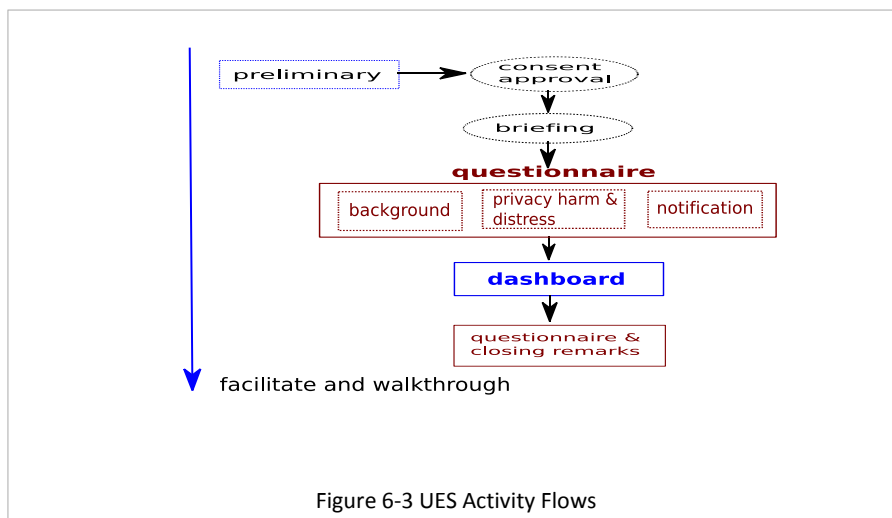 preliminary
consent
approval
briefing
questionnaire
background
privacy harm &
distress
notification
dashboard
questionnaire &
closing remarks
facilitate and walkthrough
Figure 6-3 UES Activity Flows